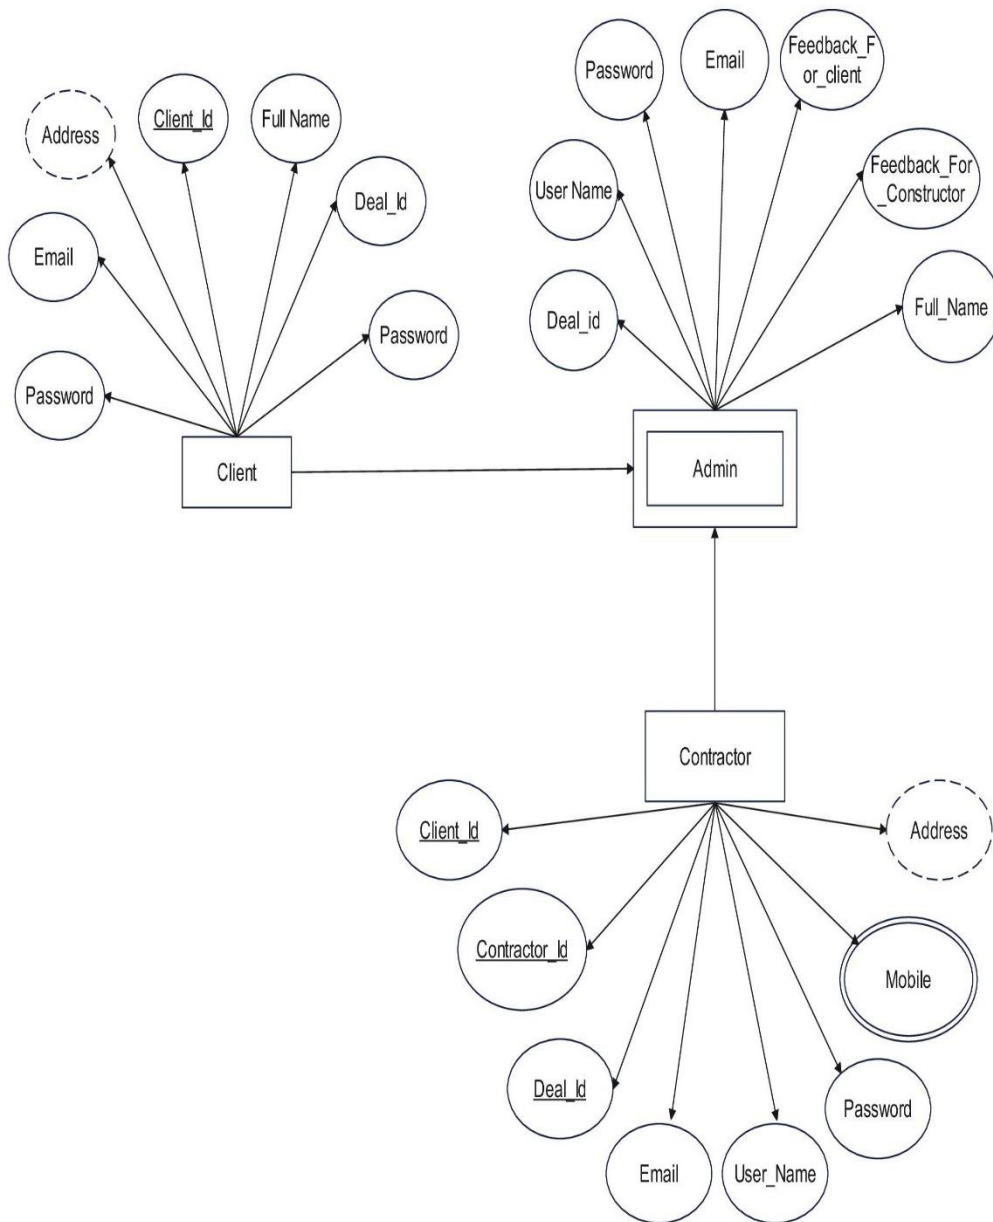 Address
Client_Id
Full Name
Deal_Id
Email
Password
Password
Client
Password
Email
Feedback_F
or_client
User Name
Feedback_For
_Constructor
Deal_id
Full_Name
Admin
Contractor
Client_Id
Address
Contractor_Id
Mobile
Deal_Id
Password
Email
User_Name